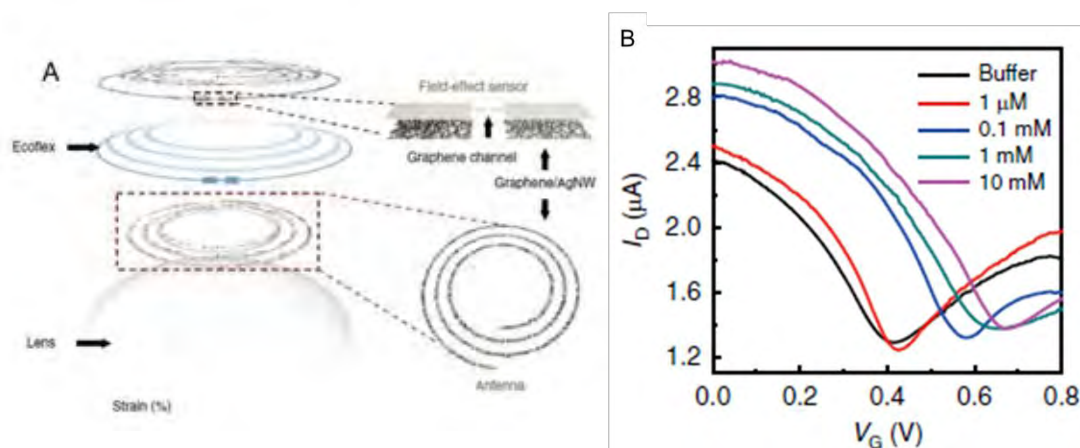 A
Field-effect sensor
Ecoflex
Graphene channel
Graphene/AgNW
Lens
Antenna
Strain (%)
B
Buffer
1 μM
0.1 mM
1 mM
10 mM
2.8
2.4
2.0
1.6
1.2
I_D (μA)
0.0 0.2 0.4 0.6 0.8
V_G (V)